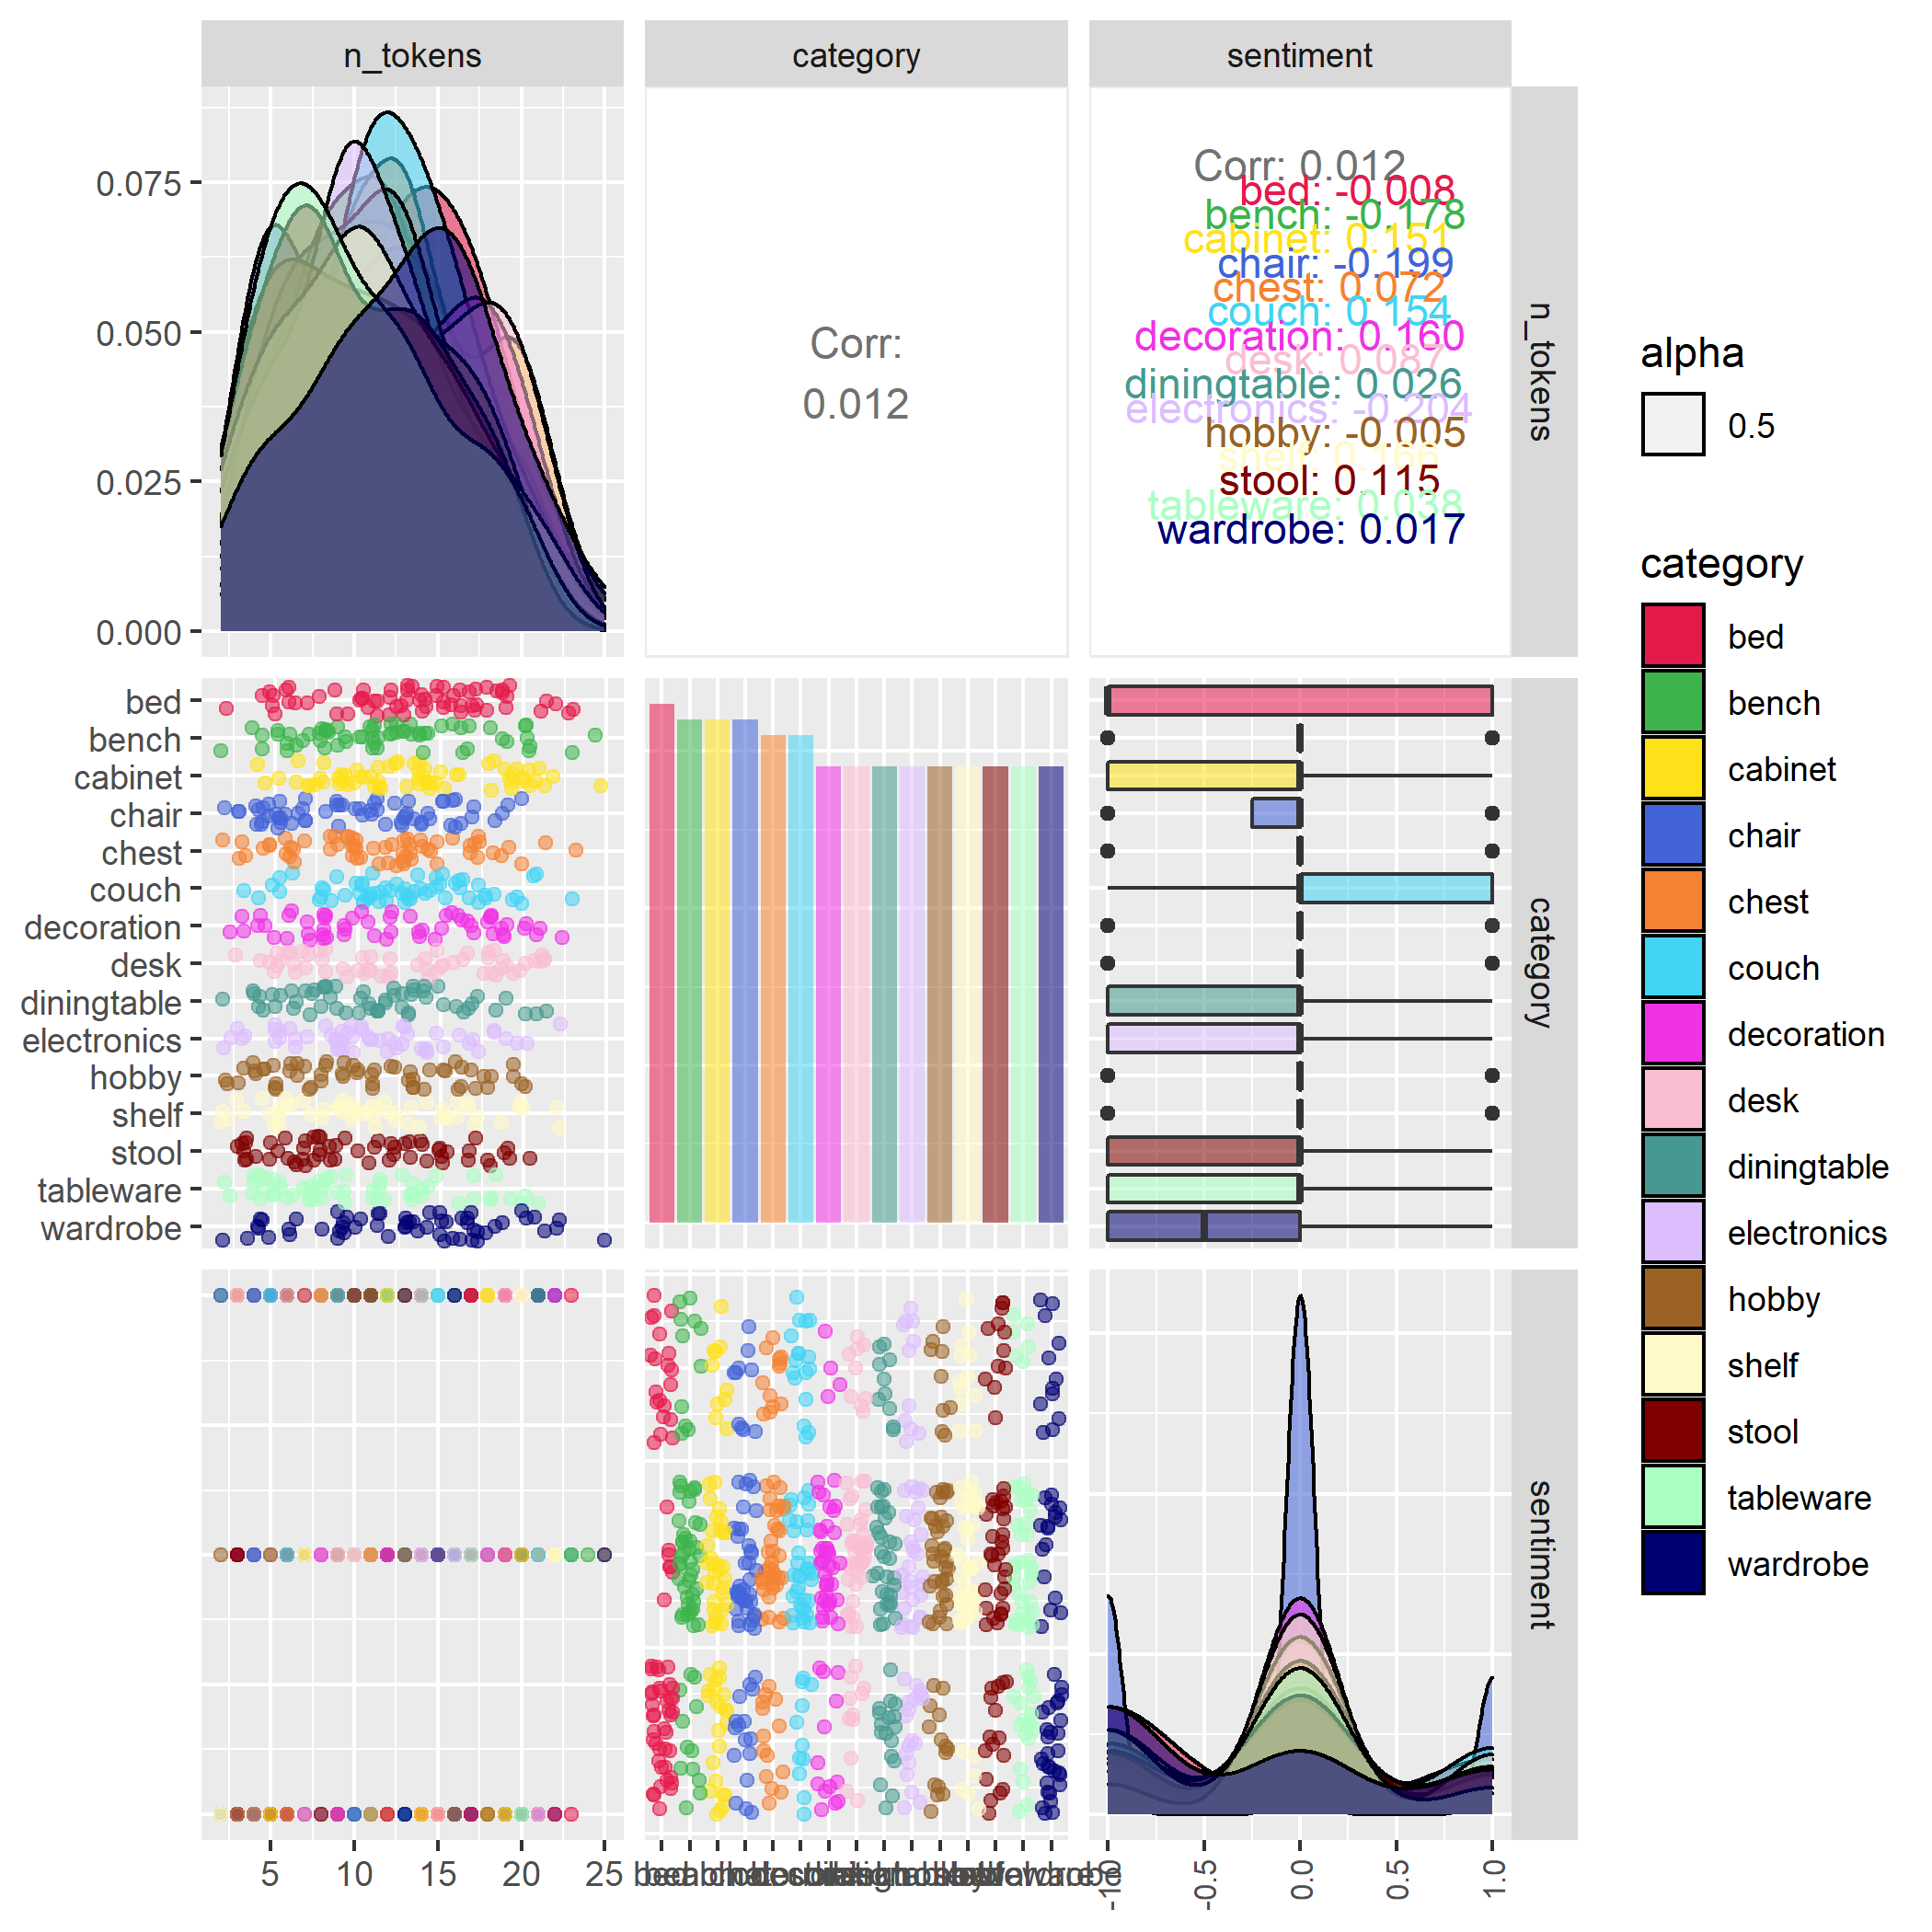 n_tokens
category
sentiment
0.075
0.050
0.025
0.000
Corr:
0.012
Corr: 0.012
bed: -0.008
bench: -0.178
cabinet: 0.151
chair: -0.199
chest: 0.072
couch: 0.154
decoration: 0.160
desk: 0.087
diningtable: 0.026
electronics: -0.204
hobby: -0.005
shelf: 0.166
stool: 0.115
tableware: 0.038
wardrobe: 0.017
n_tokens
bed
bench
cabinet
chair
chest
couch
decoration
desk
diningtable
electronics
hobby
shelf
stool
tableware
wardrobe
category
sentiment
5
10
15
20
25
wardrobe
-1.0
-0.5
0.0
0.5
1.0
alpha
0.5
category
bed
bench
cabinet
chair
chest
couch
decoration
desk
diningtable
electronics
hobby
shelf
stool
tableware
wardrobe